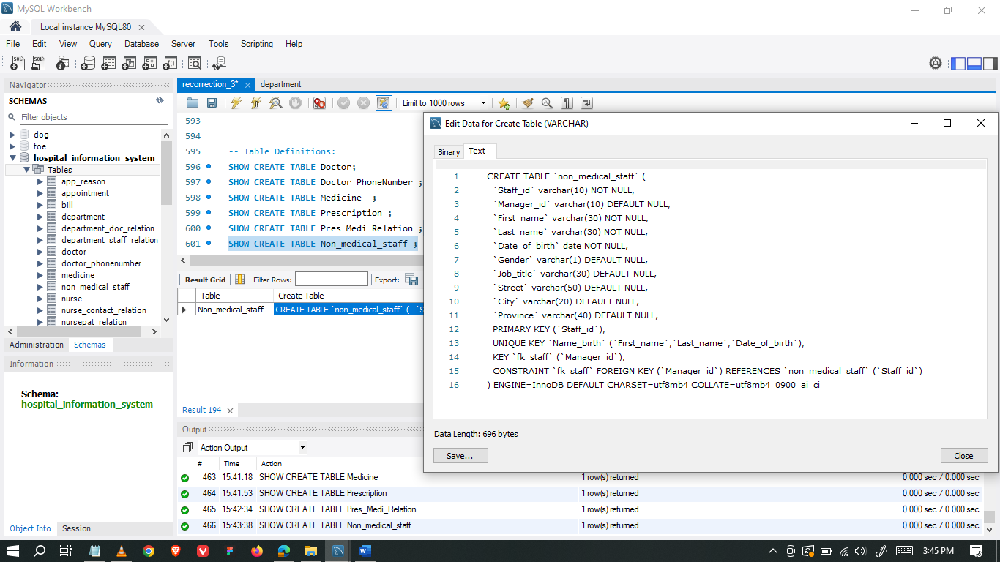 MySQL Workbench
Local instance MySQL80
File Edit View Query Database Server Tools Scripting Help
Navigator
SCHEMAS
Filter objects
dog
foe
hospital_information_system
Tables
app_reason
appointment
bill
department
department_doc_relation
department_staff_relation
doctor
doctor_phonenumber
medicine
non_medical_staff
nurse
nurse_contact_relation
nursepat_relation
Administration Schemas
Information
Schema:
hospital_information_system
Object Info Session
recorrection_3* department
Limit to 1000 rows
593
594
595 -- Table Definitions:
596 SHOW CREATE TABLE Doctor;
597 SHOW CREATE TABLE Doctor_PhoneNumber ;
598 SHOW CREATE TABLE Medicine  ;
599 SHOW CREATE TABLE Prescription ;
600 SHOW CREATE TABLE Pres_Medi_Relation ;
601 SHOW CREATE TABLE Non_medical_staff ;
Result Grid Filter Rows: Export:
Table Create Table
Non_medical_staff CREATE TABLE `non_medical_staff` ( `S
Result 194
Output
Action Output
# Time Action
463 15:41:18 SHOW CREATE TABLE Medicine 1 row(s) returned 0.000 sec / 0.000 sec
464 15:41:53 SHOW CREATE TABLE Prescription 1 row(s) returned 0.000 sec / 0.000 sec
465 15:42:34 SHOW CREATE TABLE Pres_Medi_Relation 1 row(s) returned 0.000 sec / 0.000 sec
466 15:43:38 SHOW CREATE TABLE Non_medical_staff 1 row(s) returned 0.000 sec / 0.000 sec
Edit Data for Create Table (VARCHAR)
Binary Text
1 CREATE TABLE `non_medical_staff` (
2 `Staff_id` varchar(10) NOT NULL,
3 `Manager_id` varchar(10) DEFAULT NULL,
4 `First_name` varchar(30) NOT NULL,
5 `Last_name` varchar(30) NOT NULL,
6 `Date_of_birth` date NOT NULL,
7 `Gender` varchar(1) DEFAULT NULL,
8 `Job_title` varchar(30) DEFAULT NULL,
9 `Street` varchar(50) DEFAULT NULL,
10 `City` varchar(20) DEFAULT NULL,
11 `Province` varchar(40) DEFAULT NULL,
12 PRIMARY KEY (`Staff_id`),
13 UNIQUE KEY `Name_birth` (`First_name`,`Last_name`,`Date_of_birth`),
14 KEY `fk_staff` (`Manager_id`),
15 CONSTRAINT `fk_staff` FOREIGN KEY (`Manager_id`) REFERENCES `non_medical_staff` (`Staff_id`)
16 ) ENGINE=InnoDB DEFAULT CHARSET=utf8mb4 COLLATE=utf8mb4_0900_ai_ci
Data Length: 696 bytes
Save... Close
3:45 PM